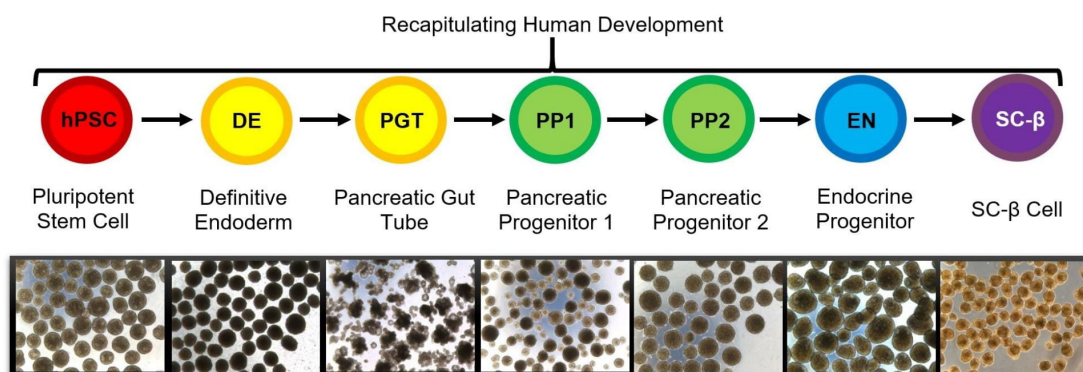 Recapitulating Human Development
hPSC
DE
PGT
PP1
PP2
EN
SC-β
Pluripotent
Stem Cell
Definitive
Endoderm
Pancreatic Gut
Tube
Pancreatic
Progenitor 1
Pancreatic
Progenitor 2
Endocrine
Progenitor
SC-β Cell